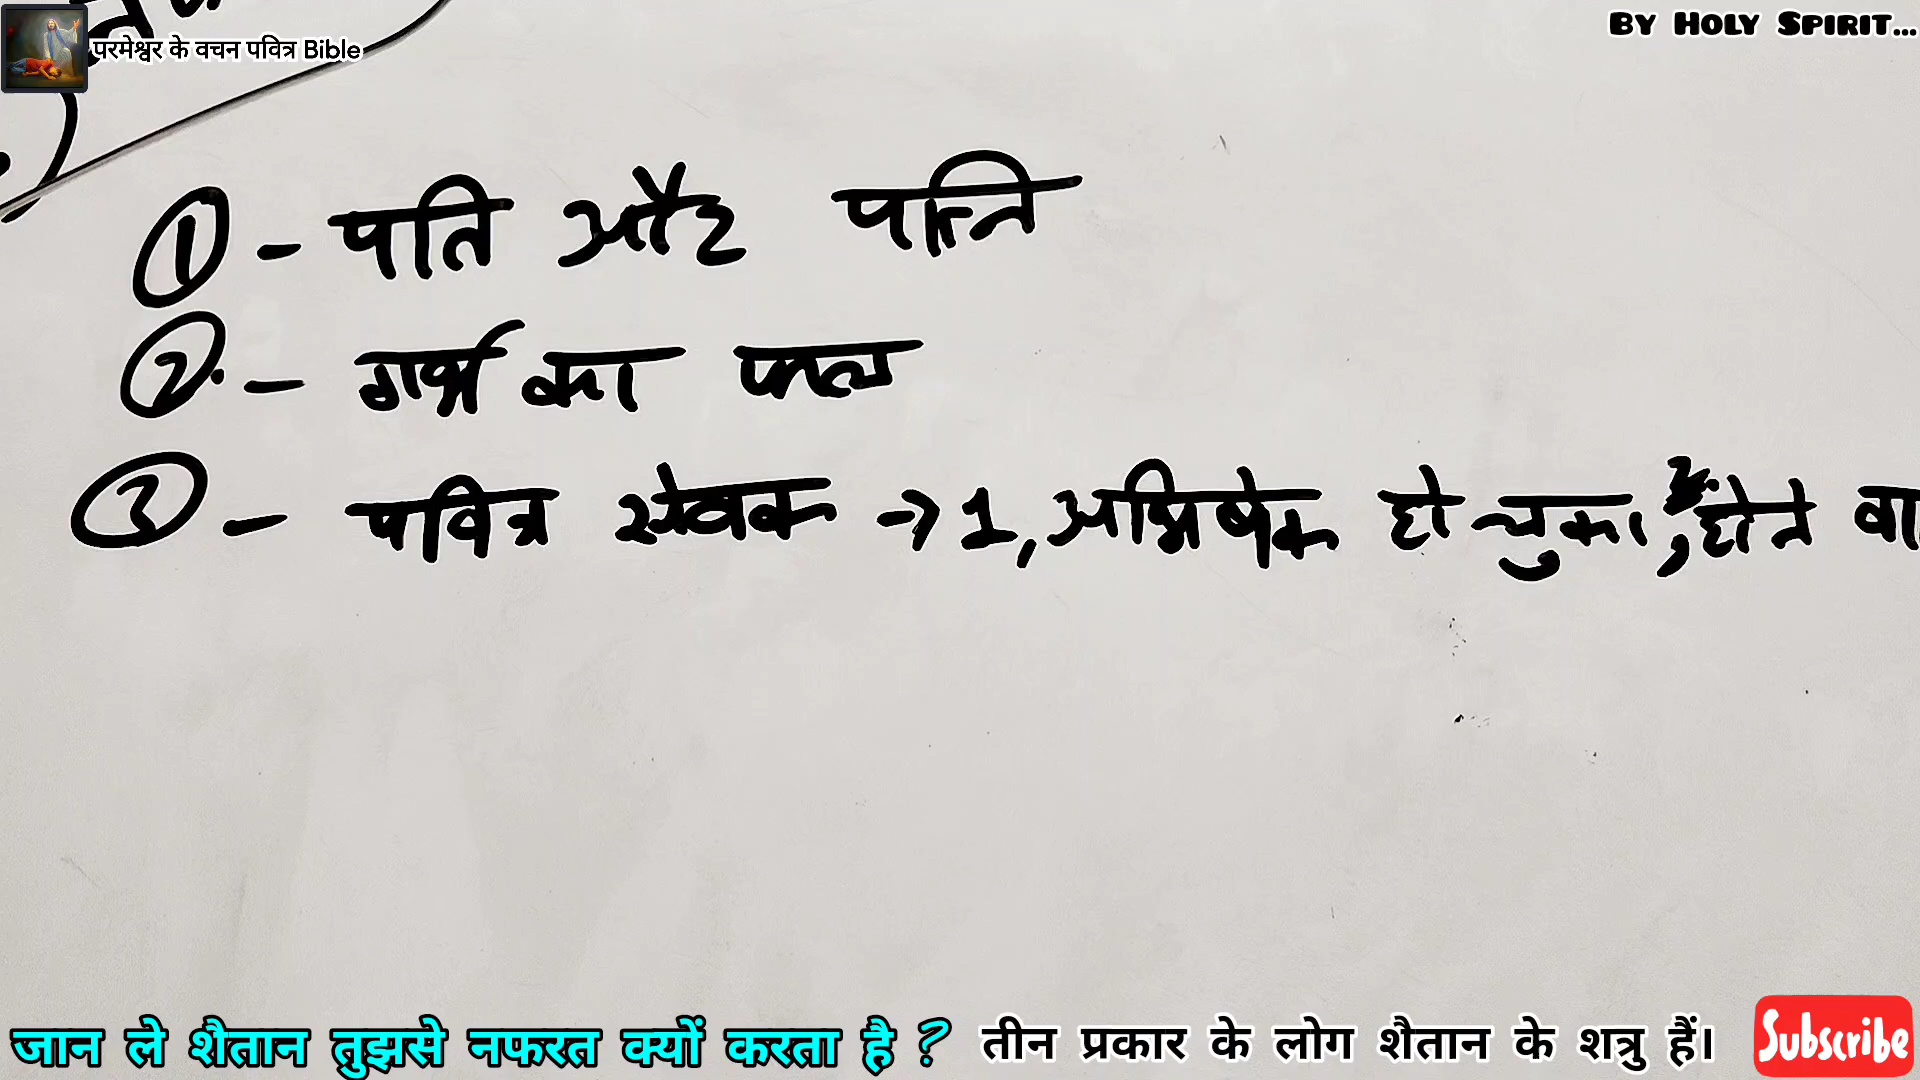 By Holy Spirit...
परमेश्वर के वचन पवित्र Bible
① - पति और पत्नि
② - गर्भ का फल
③ - पवित्र सेवक → 1, अभिषेक हो चुका, 2, होने वा
जान ले शैतान तुझसे नफरत क्यों करता है ? तीन प्रकार के लोग शैतान के शत्रु हैं।
Subscribe